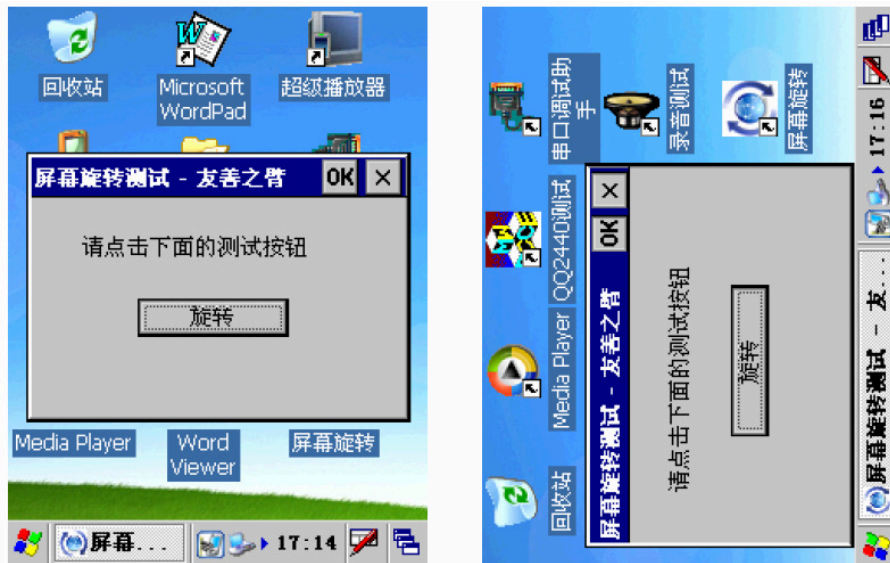 回收站
Microsoft
WordPad
超级播放器
屏幕旋转测试 - 友善之臂
OK
请点击下面的测试按钮
旋转
Media Player
Word
Viewer
屏幕旋转
屏幕...
17:14
串口调试助
手
录音测试
屏幕旋转
QQ2440测试
Media Player
回收站
屏幕旋转测试 - 友善之臂
OK
请点击下面的测试按钮
旋转
屏幕旋转测试 - 友...
17:16